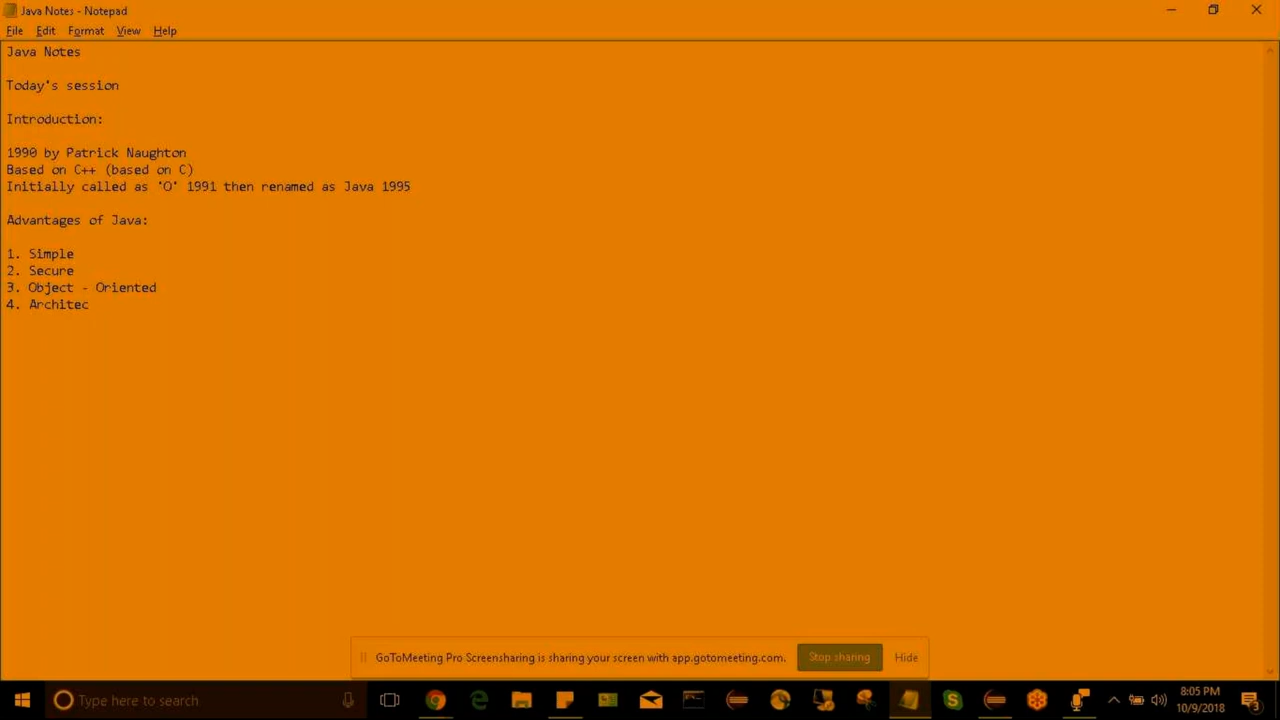 Java Notes - Notepad
File Edit Format View Help
Java Notes
Today's session
Introduction:
1990 by Patrick Naughton
Based on C++ (based on C)
Initially called as 'O' 1991 then renamed as Java 1995
Advantages of Java:
1. Simple
2. Secure
3. Object - Oriented
4. Architec
GoToMeeting Pro Screensharing is sharing your screen with app.gotomeeting.com. Stop sharing Hide
Type here to search
8:05 PM
10/9/2018
3